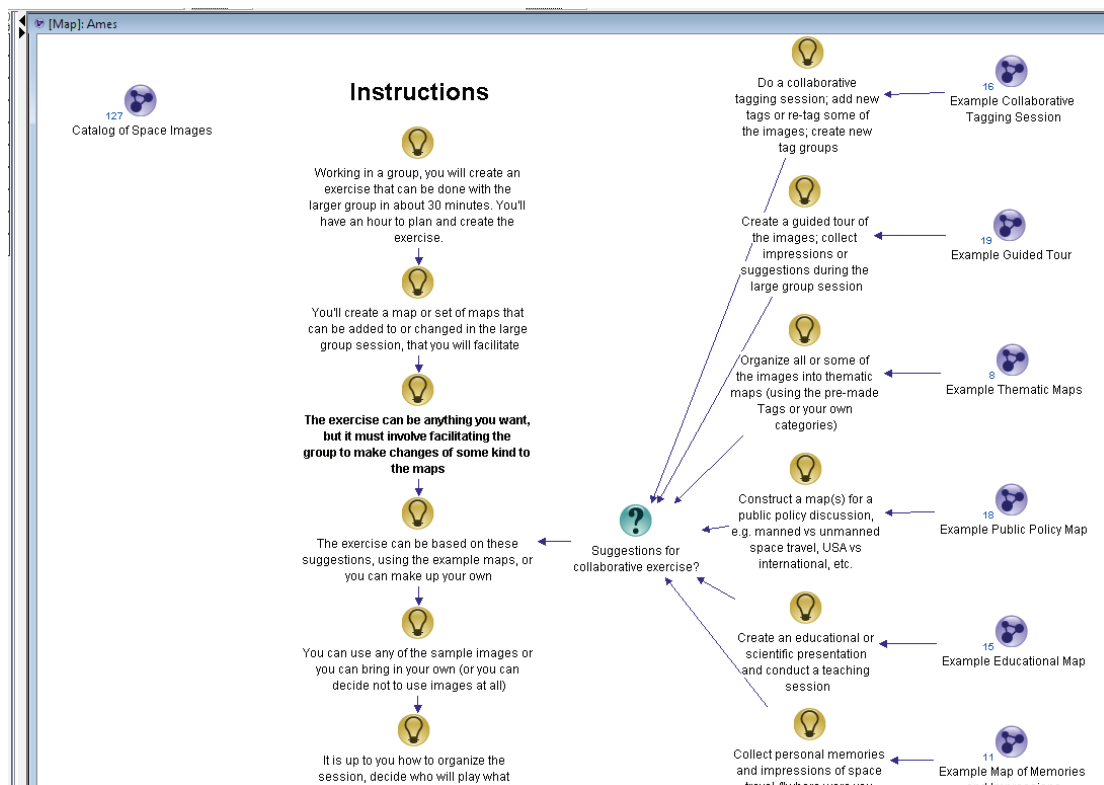 [Map]: Ames
127
Catalog of Space Images
Instructions
Working in a group, you will create an
exercise that can be done with the
larger group in about 30 minutes. You'll
have an hour to plan and create the
exercise.
You'll create a map or set of maps that
can be added to or changed in the large
group session, that you will facilitate
The exercise can be anything you want,
but it must involve facilitating the
group to make changes of some kind to
the maps
The exercise can be based on these
suggestions, using the example maps, or
you can make up your own
You can use any of the sample images or
you can bring in your own (or you can
decide not to use images at all)
It is up to you how to organize the
session, decide who will play what
?
Suggestions for
collaborative exercise?
Do a collaborative
tagging session; add new
tags or re-tag some of
the images; create new
tag groups
16
Example Collaborative
Tagging Session
Create a guided tour of
the images; collect
impressions or
suggestions during the
large group session
19
Example Guided Tour
Organize all or some of
the images into thematic
maps (using the pre-made
Tags or your own
categories)
8
Example Thematic Maps
Construct a map(s) for a
public policy discussion,
e.g. manned vs unmanned
space travel, USA vs
international, etc.
18
Example Public Policy Map
Create an educational or
scientific presentation
and conduct a teaching
session
15
Example Educational Map
Collect personal memories
and impressions of space
11
Example Map of Memories